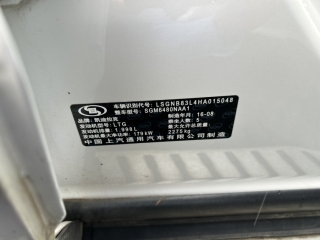 车辆识别代号: LSGNB83L4HA015048
整车型号: SGM6480NAA1
品牌: 凯迪拉克 制造年月: 16-08
发动机型号: LTG 乘坐人数: 5
发动机排量: 1.998L 最大允许总质量:
发动机最大净功率: 179kW 2275kg
中国上汽通用汽车有限公司制造